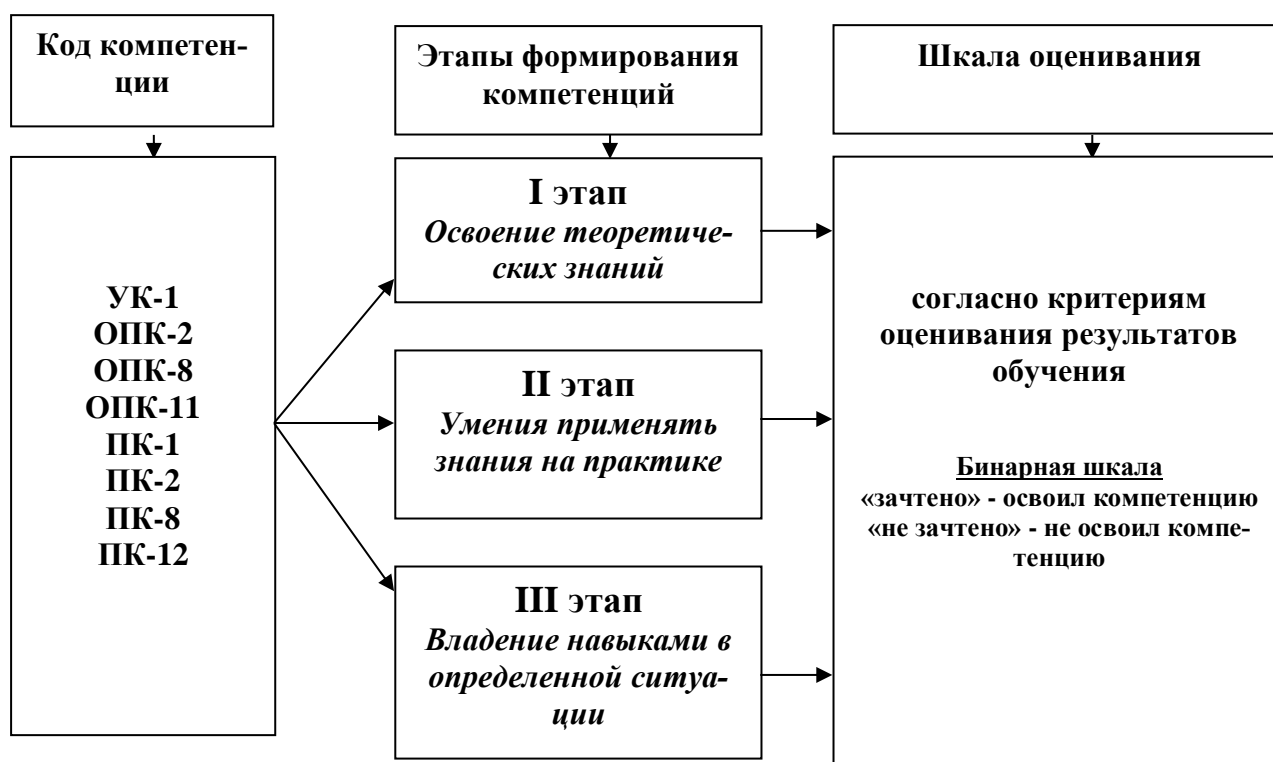 Код компетен-
ции
Этапы формирования
компетенций
Шкала оценивания
УК-1
ОПК-2
ОПК-8
ОПК-11
ПК-1
ПК-2
ПК-8
ПК-12
I этап
Освоение теоретиче-
ских знаний
II этап
Умения применять
знания на практике
III этап
Владение навыками в
определенной ситуа-
ции
согласно критериям
оценивания результатов
обучения
Бинарная шкала
«зачтено» - освоил компетенцию
«не зачтено» - не освоил компе-
тенцию